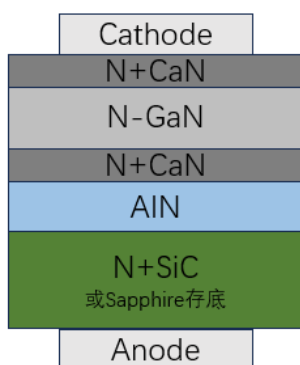 Cathode
N+CaN
N-GaN
N+CaN
AlN
N+SiC
或Sapphire存底
Anode